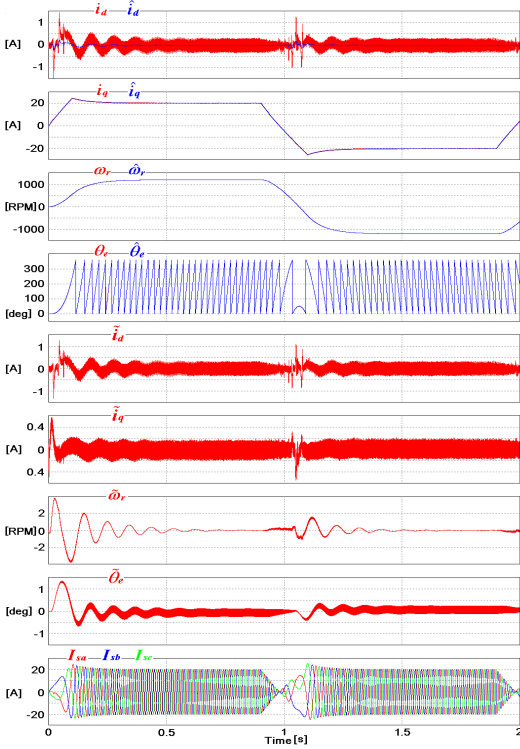 i_d î_d
[A] 1 0 1
i_q î_q
[A] 20 0 -20
ω_r ω̂_r
[RPM] 1000 0 -1000
θ_e θ̂_e
[deg] 300 200 100 0
ĩ_d
[A] 1 0 1
ĩ_q
[A] 0.4 0 0.4
ω̃_r
[RPM] 2 0 -2
θ̃_e
[deg] 1 0 -1
I_sa I_sb I_sc
[A] 20 0 -20
0 0.5 1 1.5 2
Time[s]